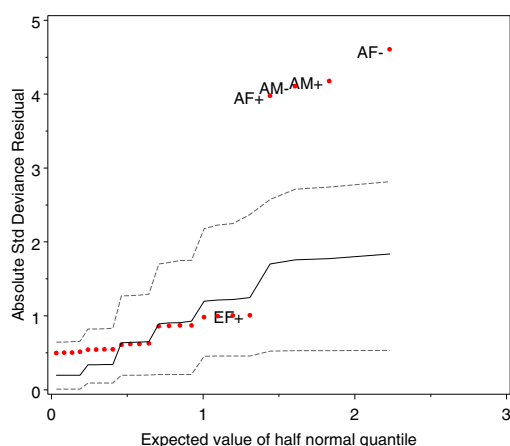 Absolute Std Deviance Residual
5
4
3
2
1
0
AF-
AM+
AM-
AF+
EF+
0
1
2
3
Expected value of half normal quantile